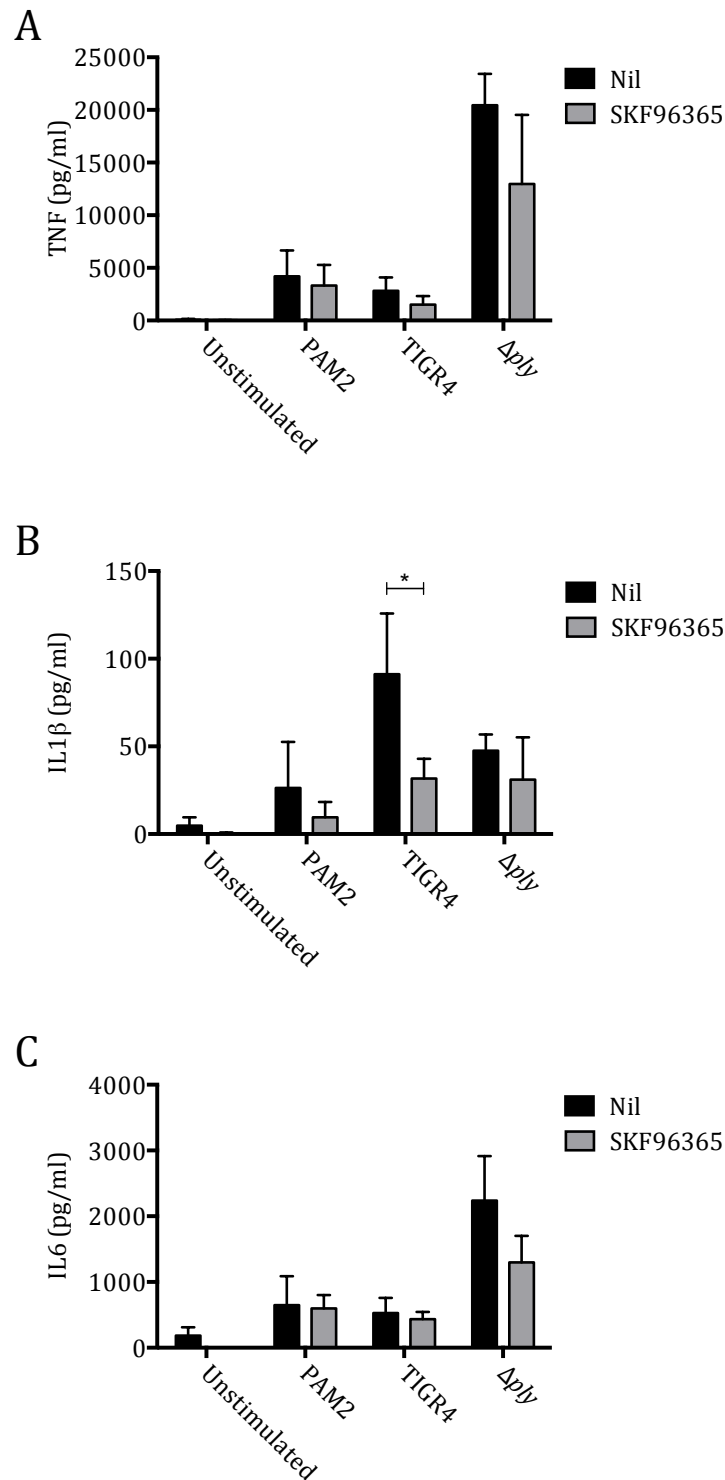 A
TNF (pg/ml)
25000
20000
15000
10000
5000
0
Unstimulated
PAM2
TIGR4
Δply
Nil
SKF96365
B
IL1β (pg/ml)
150
100
50
0
*
Unstimulated
PAM2
TIGR4
Δply
Nil
SKF96365
C
IL6 (pg/ml)
4000
3000
2000
1000
0
Unstimulated
PAM2
TIGR4
Δply
Nil
SKF96365